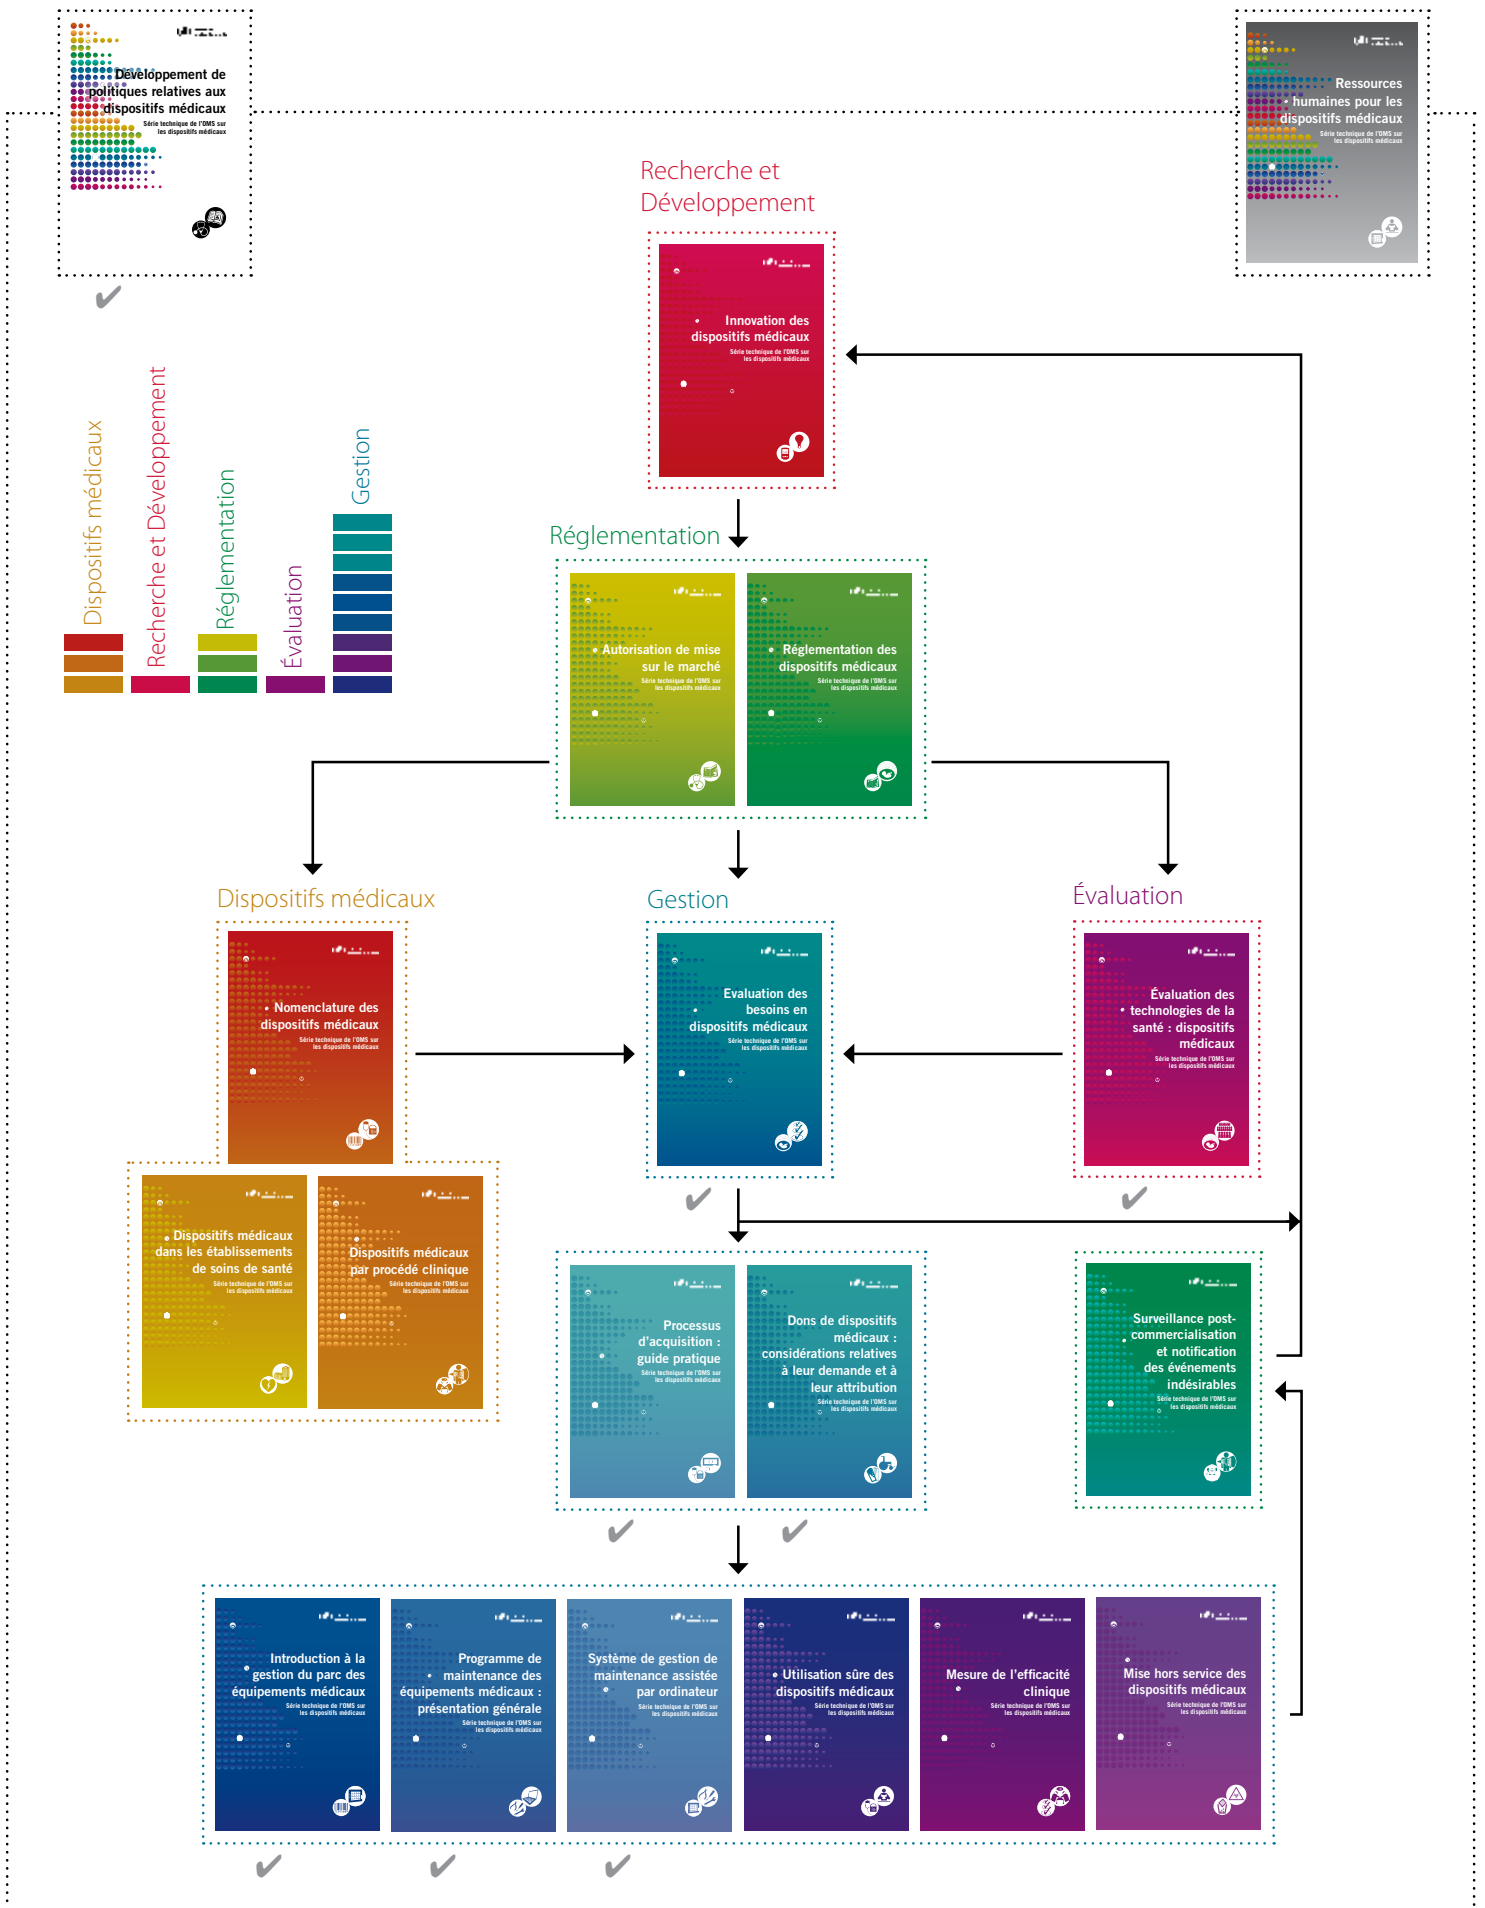 Développement de
politiques relatives aux
dispositifs médicaux
Série technique de l'OMS sur
les dispositifs médicaux
Ressources
humaines pour les
dispositifs médicaux
Série technique de l'OMS sur
les dispositifs médicaux
Recherche et
Développement
Innovation des
dispositifs médicaux
Série technique de l'OMS sur
les dispositifs médicaux
Dispositifs médicaux
Recherche et Développement
Réglementation
Évaluation
Gestion
Réglementation
Autorisation de mise
sur le marché
Série technique de l'OMS sur
les dispositifs médicaux
Réglementation des
dispositifs médicaux
Série technique de l'OMS sur
les dispositifs médicaux
Dispositifs médicaux
Nomenclature des
dispositifs médicaux
Série technique de l'OMS sur
les dispositifs médicaux
Gestion
Evaluation des
besoins en
dispositifs médicaux
Série technique de l'OMS sur
les dispositifs médicaux
Évaluation
Évaluation des
technologies de la
santé : dispositifs
médicaux
Série technique de l'OMS sur
les dispositifs médicaux
Dispositifs médicaux
dans les établissements
de soins de santé
Série technique de l'OMS sur
les dispositifs médicaux
Dispositifs médicaux
par procédé clinique
Série technique de l'OMS sur
les dispositifs médicaux
Processus
d'acquisition :
guide pratique
Série technique de l'OMS sur
les dispositifs médicaux
Dons de dispositifs
médicaux :
considérations relatives
à leur demande et à
leur attribution
Série technique de l'OMS sur
les dispositifs médicaux
Surveillance post-
commercialisation
et notification
des événements
indésirables
Série technique de l'OMS sur
les dispositifs médicaux
Introduction à la
gestion du parc des
équipements médicaux
Série technique de l'OMS sur
les dispositifs médicaux
Programme de
maintenance des
équipements médicaux :
présentation générale
Série technique de l'OMS sur
les dispositifs médicaux
Système de gestion de
maintenance assistée
par ordinateur
Série technique de l'OMS sur
les dispositifs médicaux
Utilisation sûre des
dispositifs médicaux
Série technique de l'OMS sur
les dispositifs médicaux
Mesure de l'efficacité
clinique
Série technique de l'OMS sur
les dispositifs médicaux
Mise hors service des
dispositifs médicaux
Série technique de l'OMS sur
les dispositifs médicaux